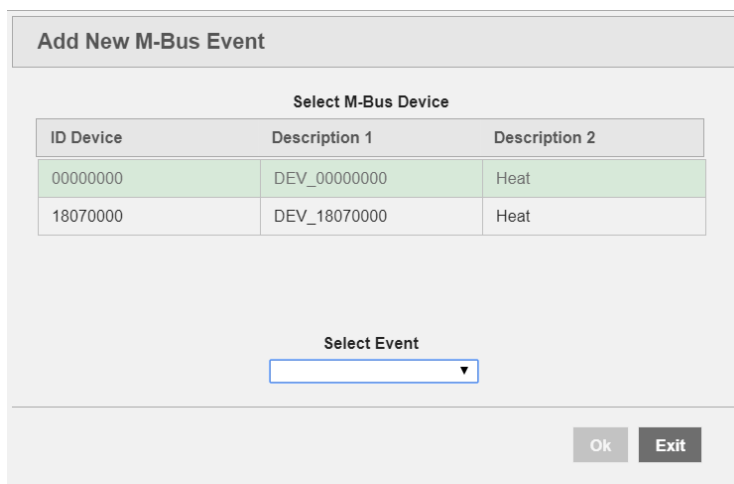 Add New M-Bus Event
Select M-Bus Device
ID Device Description 1 Description 2
00000000 DEV_00000000 Heat
18070000 DEV_18070000 Heat
Select Event
Ok Exit